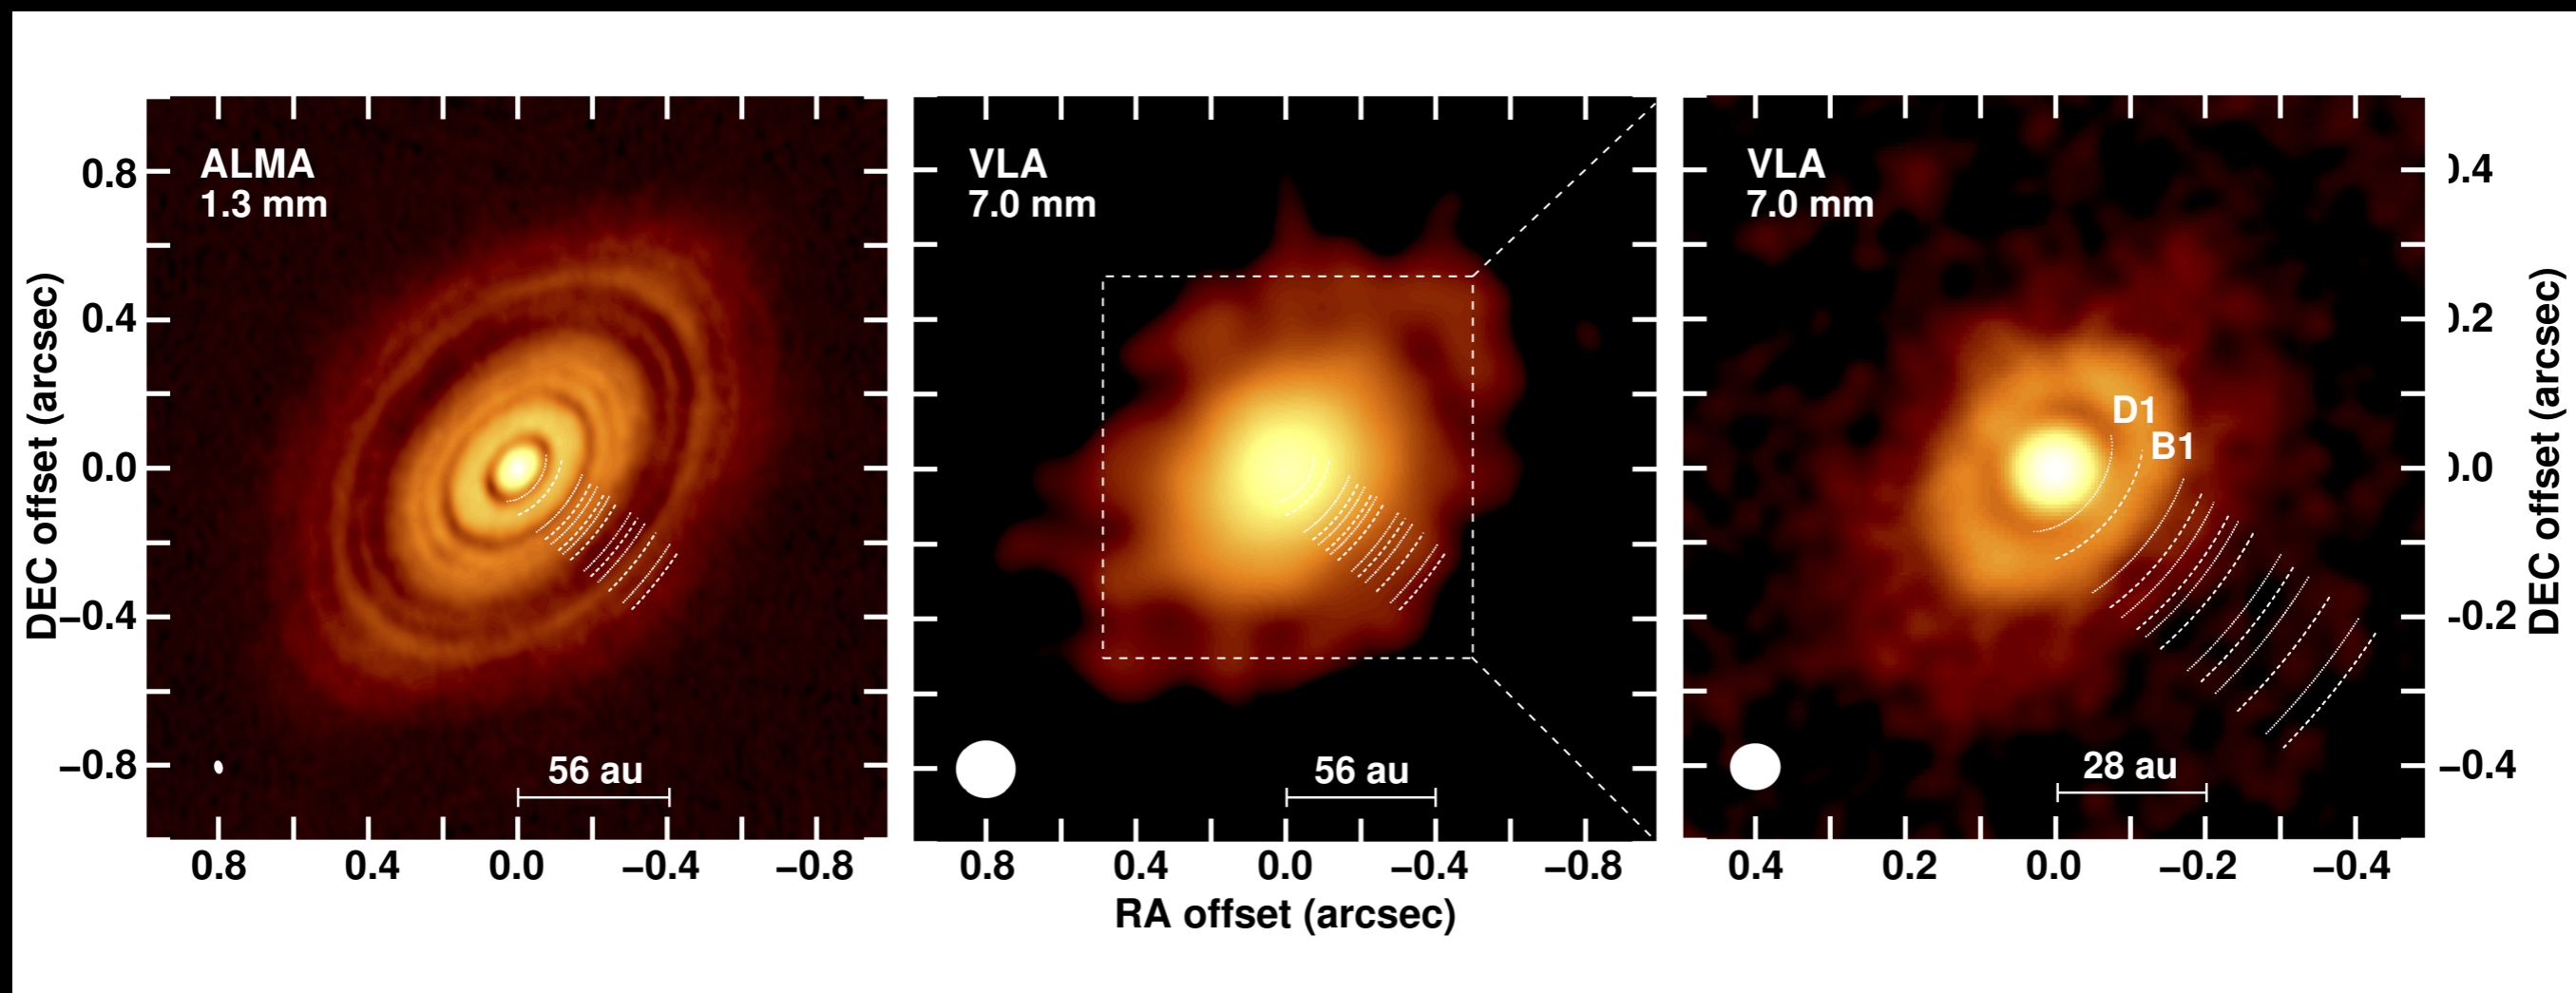 ALMA
1.3 mm
VLA
7.0 mm
VLA
7.0 mm
DEC offset (arcsec)
0.8
0.4
0.0
−0.4
−0.8
56 au
56 au
28 au
D1
B1
).4
).2
).0
-0.2
−0.4
DEC offset (arcsec)
0.8 0.4 0.0 −0.4 −0.8
0.8 0.4 0.0 −0.4 −0.8
0.4 0.2 0.0 −0.2 −0.4
RA offset (arcsec)